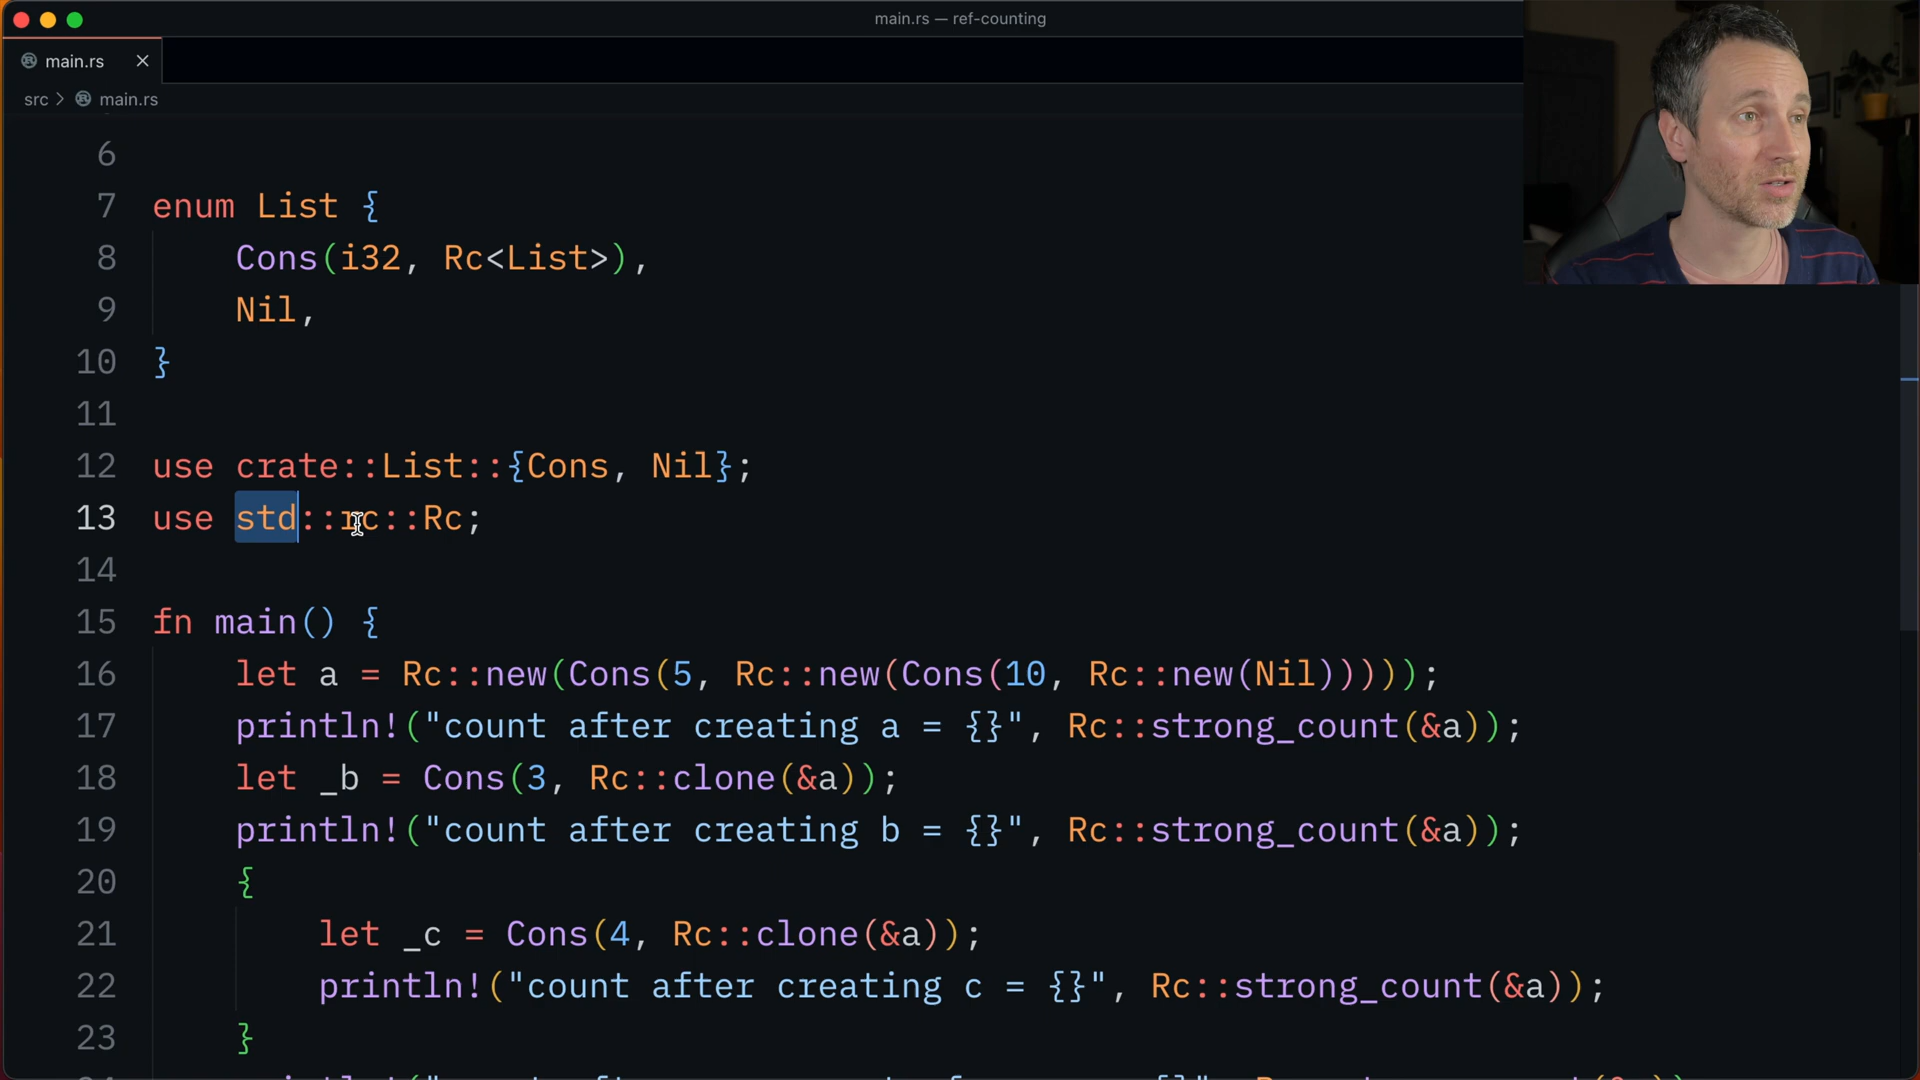 main.rs — ref-counting
main.rs
src > main.rs
6
7 enum List {
8 Cons(i32, Rc<List>),
9 Nil,
10 }
11
12 use crate::List::{Cons, Nil};
13 use std::rc::Rc;
14
15 fn main() {
16 let a = Rc::new(Cons(5, Rc::new(Cons(10, Rc::new(Nil)))));
17 println!("count after creating a = {}", Rc::strong_count(&a));
18 let _b = Cons(3, Rc::clone(&a));
19 println!("count after creating b = {}", Rc::strong_count(&a));
20 {
21 let _c = Cons(4, Rc::clone(&a));
22 println!("count after creating c = {}", Rc::strong_count(&a));
23 }